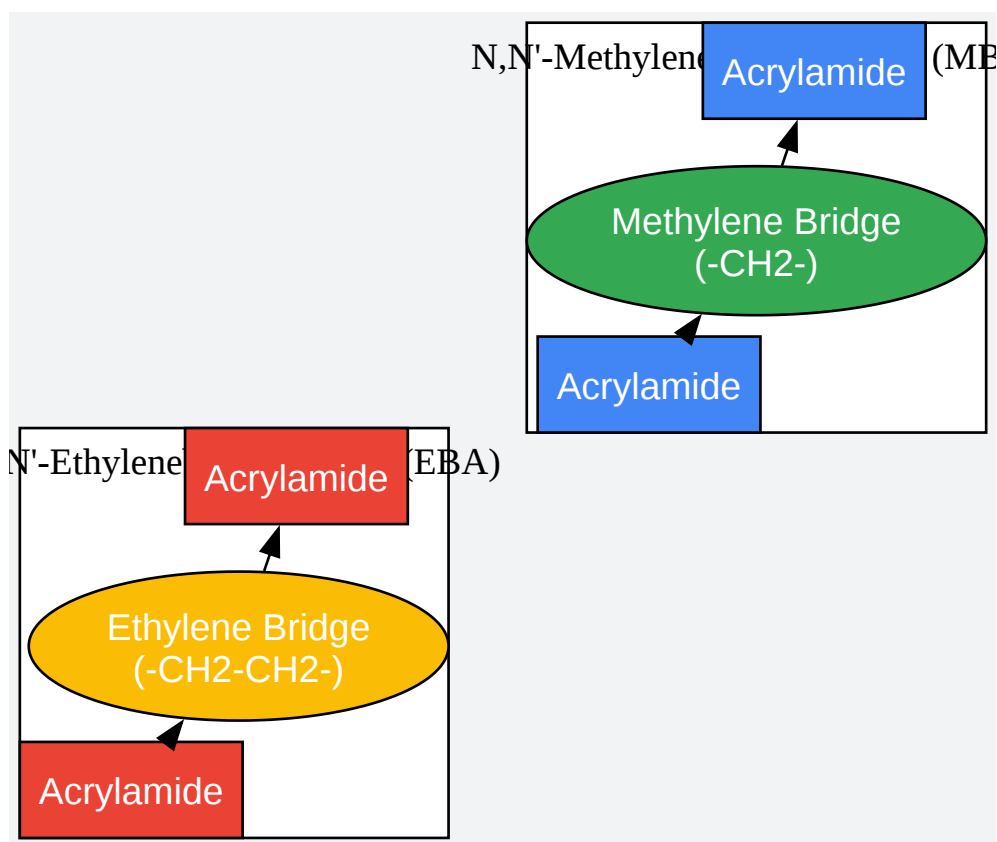 N,N'-Methylene (MB
Acrylamide
Methylene Bridge
(-CH2-)
Acrylamide
N'-Ethylene (EBA)
Acrylamide
Ethylene Bridge
(-CH2-CH2-)
Acrylamide